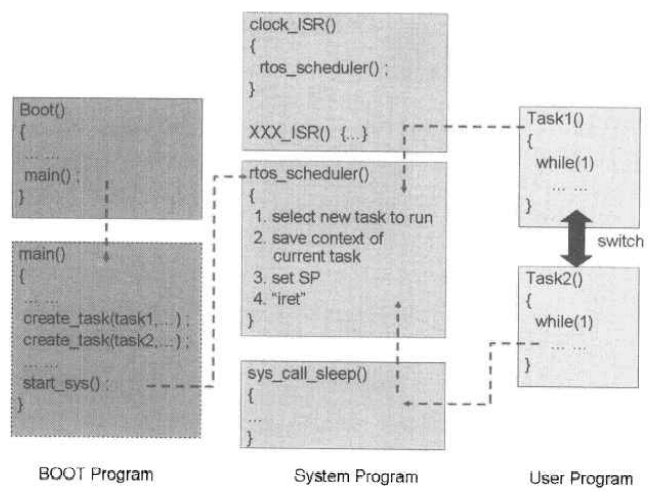 Boot()
{
... ...
main() ;
}
main()
{
... ...
create_task(task1,...) ;
create_task(task2,...) ;
... ...
start_sys() ;
}
BOOT Program
clock_ISR()
{
rtos_scheduler() ;
}
XXX_ISR() {...}
rtos_scheduler()
{
1. select new task to run
2. save context of
current task
3. set SP
4. "iret"
}
sys_call_sleep()
{
...
}
System Program
Task1()
{
while(1)
... ...
}
switch
Task2()
{
while(1)
... ...
}
User Program